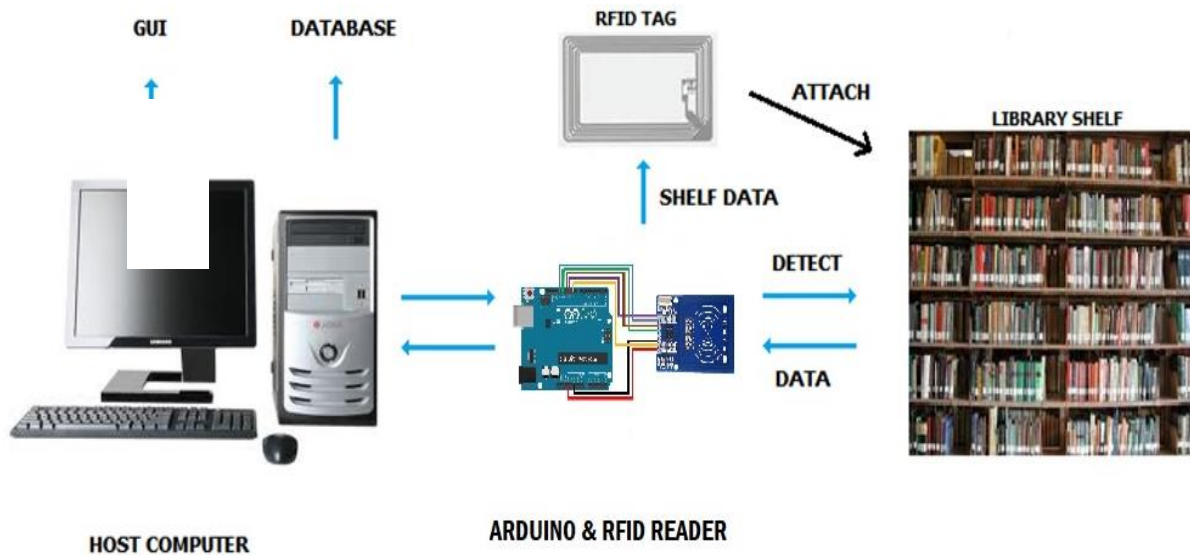 GUI
DATABASE
RFID TAG
ATTACH
LIBRARY SHELF
SHELF DATA
DETECT
DATA
HOST COMPUTER
ARDUINO & RFID READER